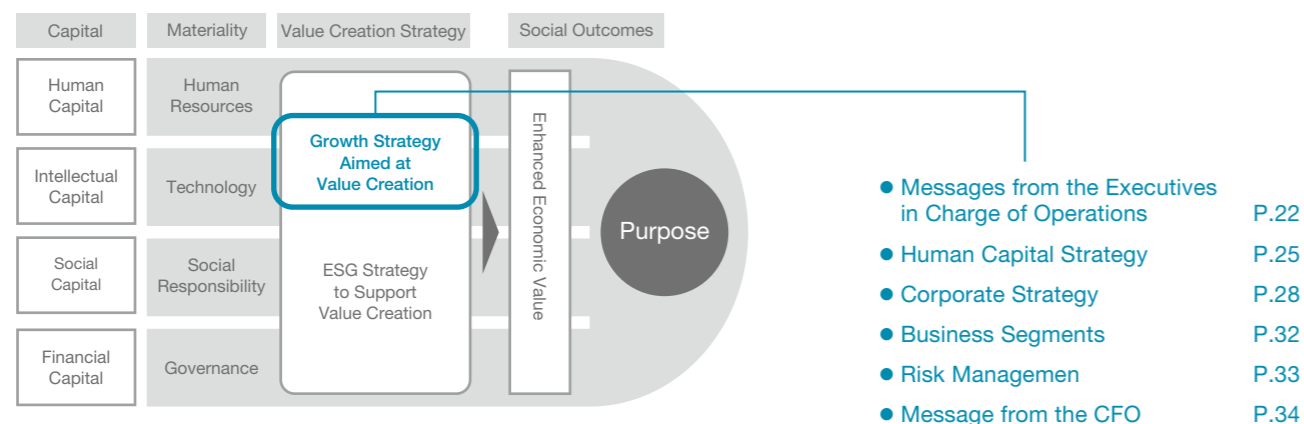 Capital
Materiality
Value Creation Strategy
Social Outcomes
Human
Capital
Human
Resources
Growth Strategy
Aimed at
Value Creation
Intellectual
Capital
Technology
Social
Capital
Social
Responsibility
ESG Strategy
to Support
Value Creation
Financial
Capital
Governance
Enhanced Economic Value
Purpose
● Messages from the Executives
in Charge of Operations P.22
● Human Capital Strategy P.25
● Corporate Strategy P.28
● Business Segments P.32
● Risk Managemen P.33
● Message from the CFO P.34